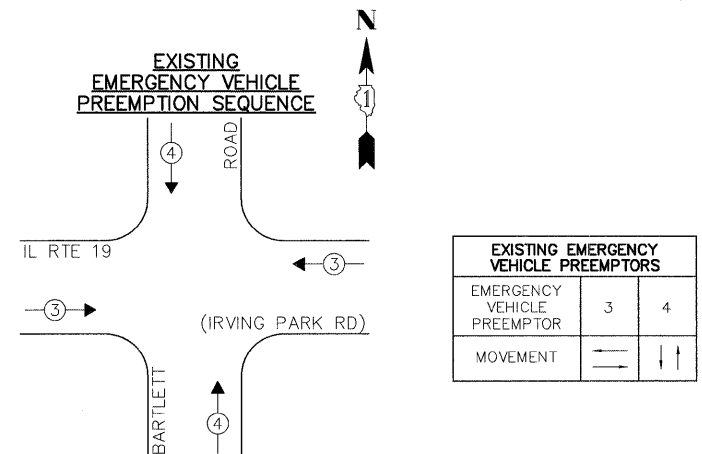 N
EXISTING
EMERGENCY VEHICLE
PREEMPTION SEQUENCE
1
4
ROAD
IL RTE 19
3
3
(IRVING PARK RD)
BARTLETT
4
EXISTING EMERGENCY
VEHICLE PREEMPTORS
EMERGENCY
VEHICLE
PREEMPTOR
3
4
MOVEMENT